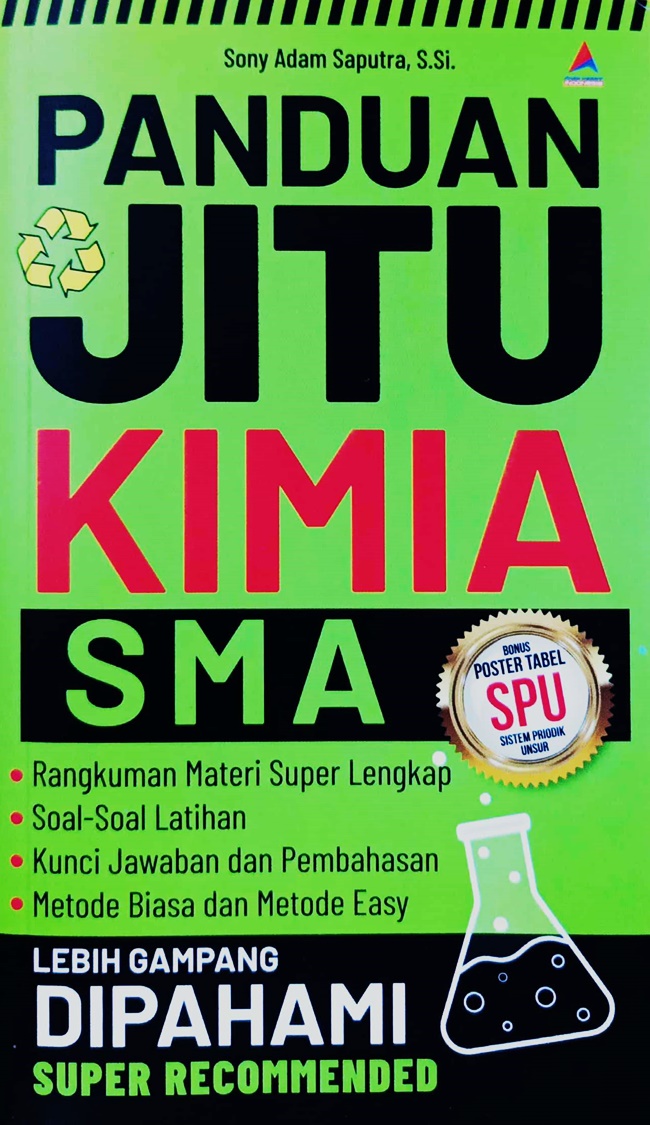 Sony Adam Saputra, S.Si.
PANDUAN
JITU
KIMIA
SMA
BONUS
POSTER TABEL
SPU
SISTEM PRIODIK
UNSUR
• Rangkuman Materi Super Lengkap
• Soal-Soal Latihan
• Kunci Jawaban dan Pembahasan
• Metode Biasa dan Metode Easy
LEBIH GAMPANG
DIPAHAMI
SUPER RECOMMENDED